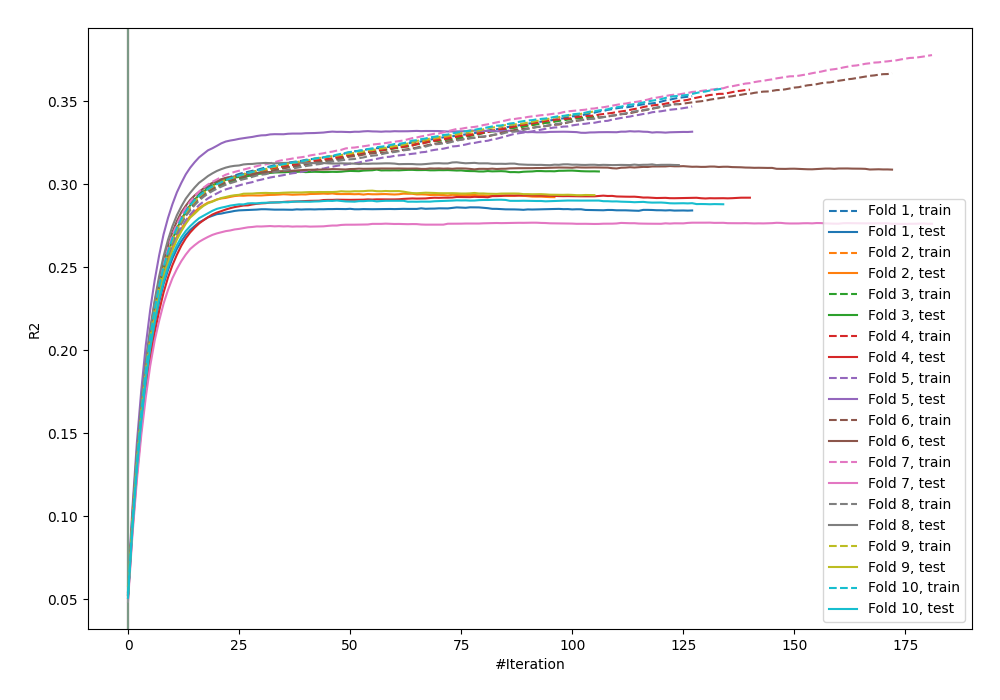 0.35
0.30
0.25
0.20
0.15
0.10
0.05
R2
0
25
50
75
100
125
150
175
#Iteration
Fold 1, train
Fold 1, test
Fold 2, train
Fold 2, test
Fold 3, train
Fold 3, test
Fold 4, train
Fold 4, test
Fold 5, train
Fold 5, test
Fold 6, train
Fold 6, test
Fold 7, train
Fold 7, test
Fold 8, train
Fold 8, test
Fold 9, train
Fold 9, test
Fold 10, train
Fold 10, test